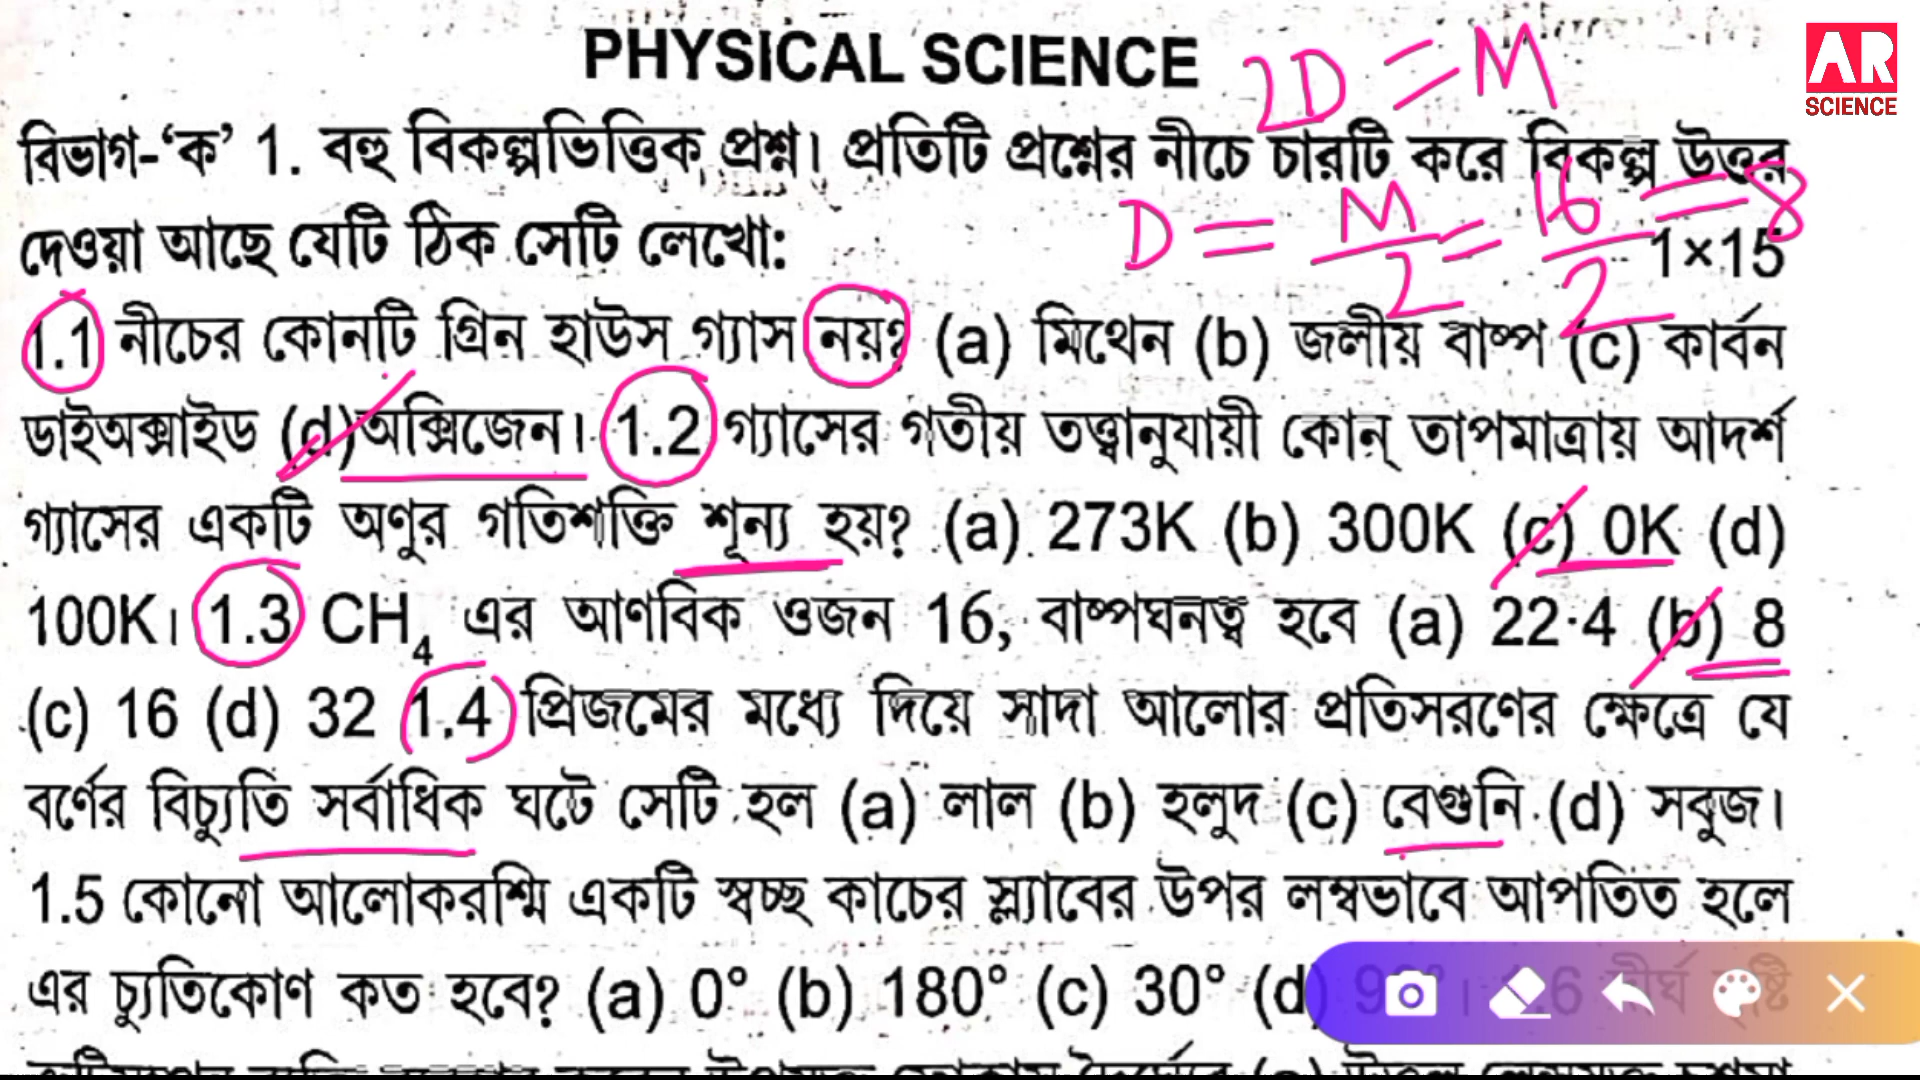 PHYSICAL SCIENCE
2D = M
AR
SCIENCE
বিভাগ-‘ক’ 1. বহু বিকল্পভিত্তিক প্রশ্ন। প্রতিটি প্রশ্নের নীচে চারটি করে বিকল্প উত্তর
D = M/2 = 16/2 = 8
দেওয়া আছে যেটি ঠিক সেটি লেখো: 1×15
1.1 নীচের কোনটি গ্রিন হাউস গ্যাস নয়? (a) মিথেন (b) জলীয় বাষ্প (c) কার্বন
ডাইঅক্সাইড (d) অক্সিজেন। 1.2 গ্যাসের গতীয় তত্ত্বানুযায়ী কোন্ তাপমাত্রায় আদর্শ
গ্যাসের একটি অণুর গতিশক্তি শূন্য হয়? (a) 273K (b) 300K (c) 0K (d)
100K। 1.3 CH₄ এর আণবিক ওজন 16, বাষ্পঘনত্ব হবে (a) 22·4 (b) 8
(c) 16 (d) 32 1.4 প্রিজমের মধ্যে দিয়ে সাদা আলোর প্রতিসরণের ক্ষেত্রে যে
বর্ণের বিচ্যুতি সর্বাধিক ঘটে সেটি হল (a) লাল (b) হলুদ (c) বেগুনি (d) সবুজ।
1.5 কোনো আলোকরশ্মি একটি স্বচ্ছ কাচের স্ল্যাবের উপর লম্বভাবে আপতিত হলে
এর চ্যুতিকোণ কত হবে? (a) 0° (b) 180° (c) 30° (d)